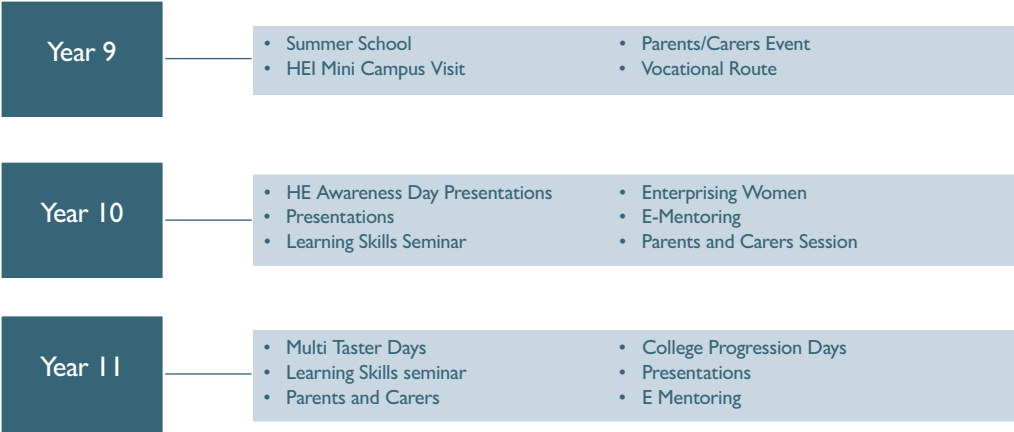 Year 9
• Summer School
• HEI Mini Campus Visit
• Parents/Carers Event
• Vocational Route
Year 10
• HE Awareness Day Presentations
• Presentations
• Learning Skills Seminar
• Enterprising Women
• E-Mentoring
• Parents and Carers Session
Year 11
• Multi Taster Days
• Learning Skills seminar
• Parents and Carers
• College Progression Days
• Presentations
• E Mentoring